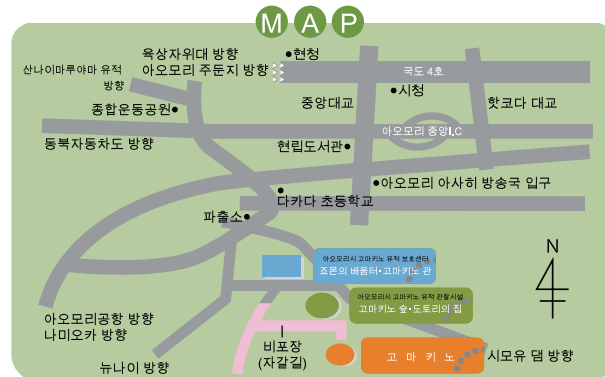 MAP
육상자위대 방향
아오모리 주둔지 방향
현청
산나이마루야마 유적
방향
국도 4호
중앙대교
시청
핫코다 대교
종합운동공원
아오모리 중앙I,C
동북자동차도 방향
현립도서관
아오모리 아사히 방송국 입구
다카다 초등학교
파출소
N
아오모리시 고마키노 유적 보호센터
죠몬의 배움터·고마키노 관
아오모리시 고마키노 유적 관찰시설
고마키노 숲·도토리의 집
아오모리공항 방향
나미오카 방향
비포장
(자갈길)
고 마 키 노
시모유 댐 방향
뉴나이 방향